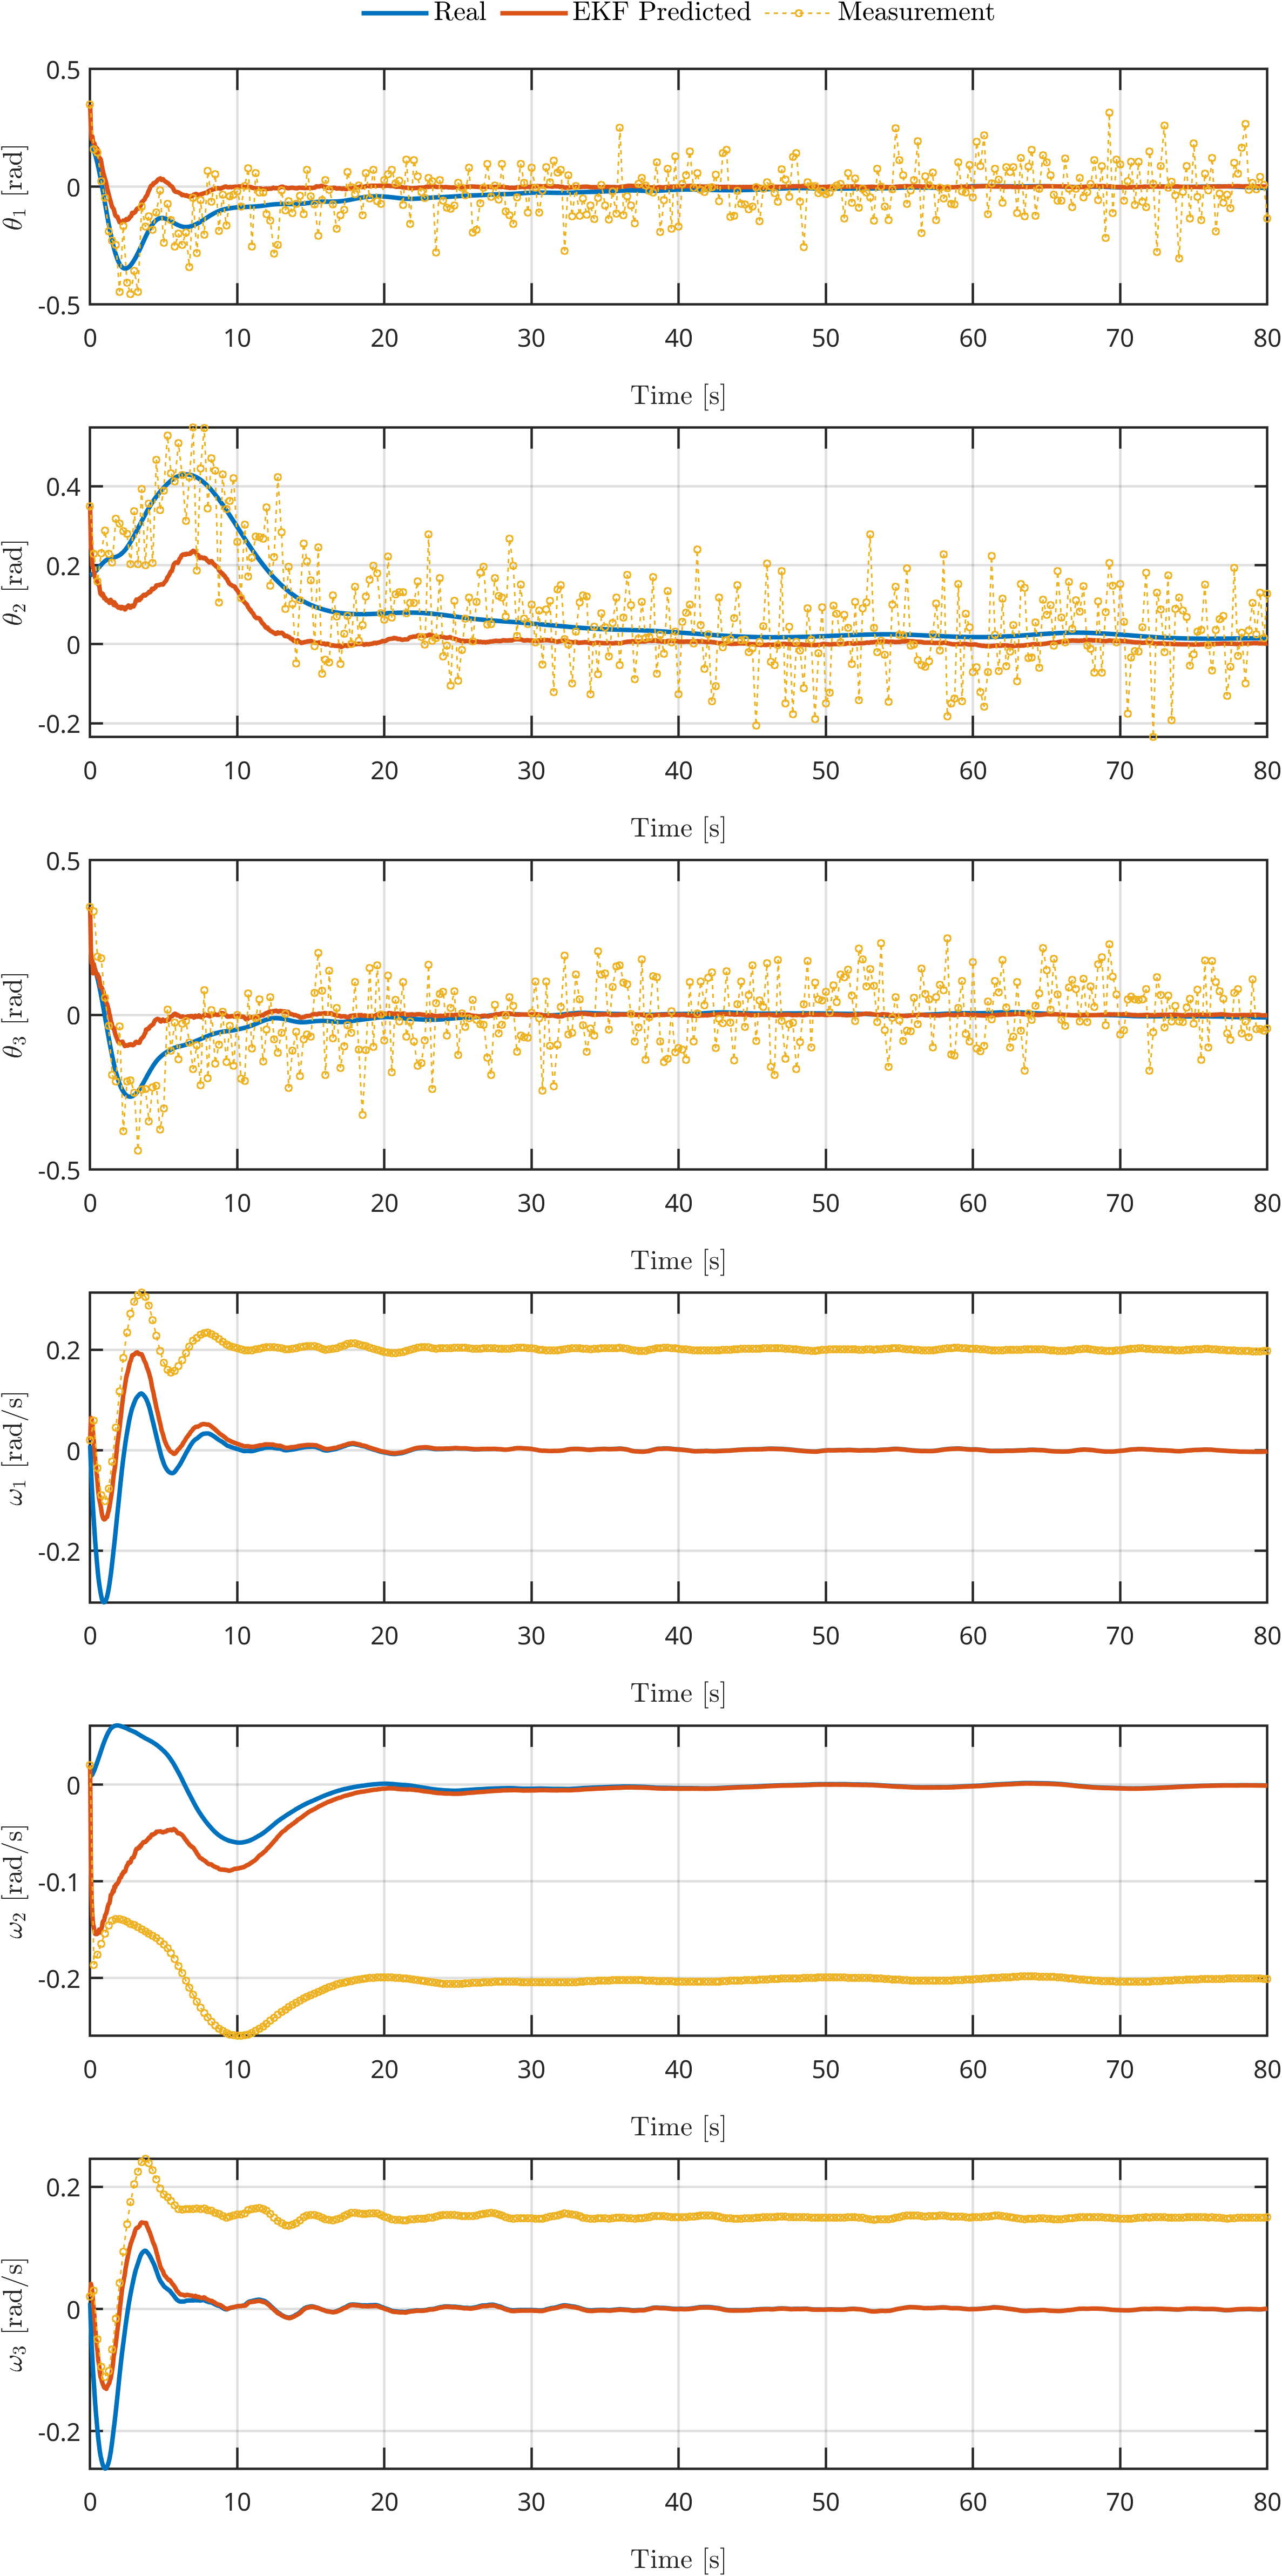 Real EKF Predicted Measurement
0.5
0
-0.5
θ1 [rad]
0 10 20 30 40 50 60 70 80
Time [s]
0.4
0.2
0
-0.2
θ2 [rad]
0 10 20 30 40 50 60 70 80
Time [s]
0.5
0
-0.5
θ3 [rad]
0 10 20 30 40 50 60 70 80
Time [s]
0.2
0
-0.2
ω1 [rad/s]
0 10 20 30 40 50 60 70 80
Time [s]
0
-0.1
-0.2
ω2 [rad/s]
0 10 20 30 40 50 60 70 80
Time [s]
0.2
0
-0.2
ω3 [rad/s]
0 10 20 30 40 50 60 70 80
Time [s]